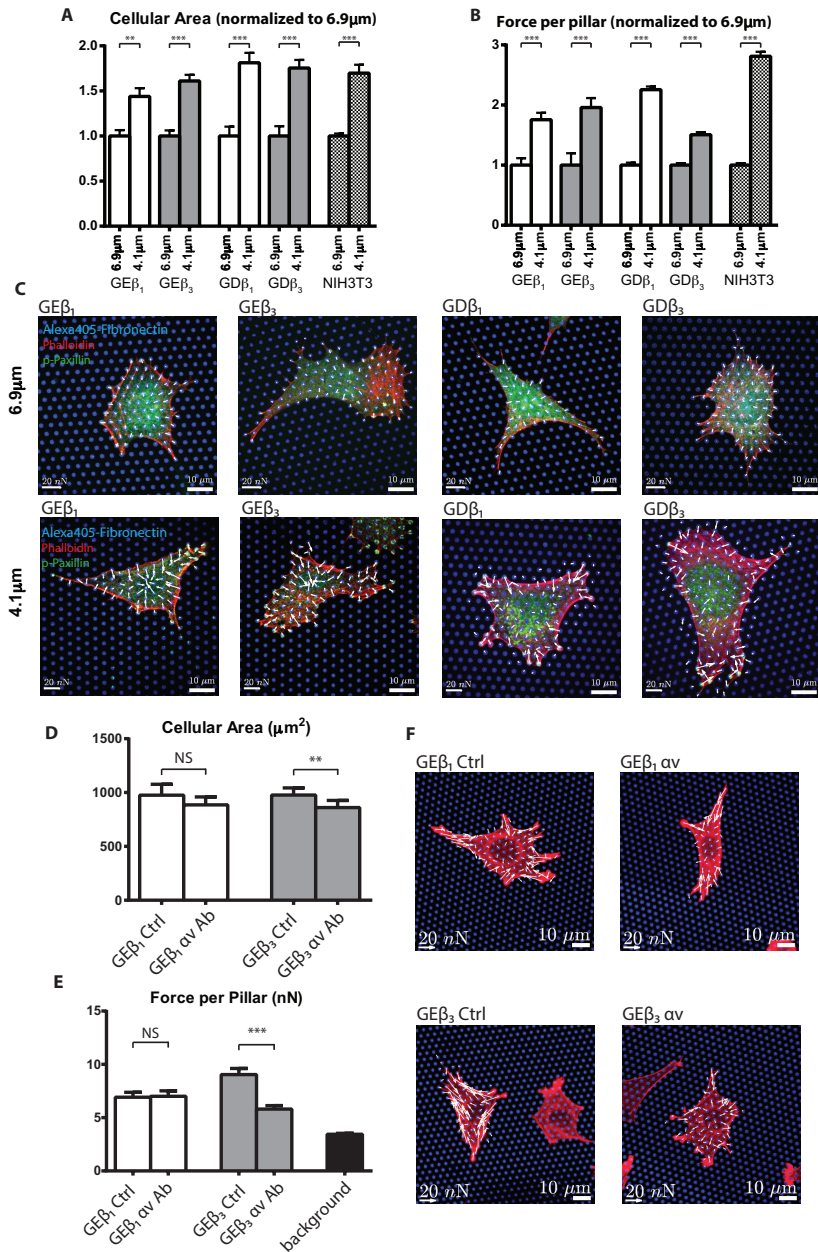 A
Cellular Area (normalized to 6.9μm)
2.0
1.5
1.0
0.5
0.0
** *** *** *** ***
6.9μm 4.1μm 6.9μm 4.1μm 6.9μm 4.1μm 6.9μm 4.1μm 6.9μm 4.1μm
GEβ₁ GEβ₃ GDβ₁ GDβ₃ NIH3T3
B
Force per pillar (normalized to 6.9μm)
3
2
1
0
*** *** *** *** ***
6.9μm 4.1μm 6.9μm 4.1μm 6.9μm 4.1μm 6.9μm 4.1μm 6.9μm 4.1μm
GEβ₁ GEβ₃ GDβ₁ GDβ₃ NIH3T3
C
GEβ₁ GEβ₃ GDβ₁ GDβ₃
Alexa405-Fibronectin
Phalloidin
p-Paxillin
6.9μm
20 nN 10 μm 20 nN 10 μm 20 nN 10 μm 20 nN 10 μm
GEβ₁ GEβ₃ GDβ₁ GDβ₃
Alexa405-Fibronectin
Phalloidin
p-Paxillin
4.1μm
20 nN 10 μm 20 nN 10 μm 20 nN 10 μm 20 nN 10 μm
D
Cellular Area (μm²)
1500
1000
500
0
NS **
GEβ₁ Ctrl GEβ₁ αv Ab GEβ₃ Ctrl GEβ₃ αv Ab
E
Force per Pillar (nN)
15
10
5
0
NS ***
GEβ₁ Ctrl GEβ₁ αv Ab GEβ₃ Ctrl GEβ₃ αv Ab background
F
GEβ₁ Ctrl GEβ₁ αv
20 nN 10 μm 20 nN 10 μm
GEβ₃ Ctrl GEβ₃ αv
20 nN 10 μm 20 nN 10 μm